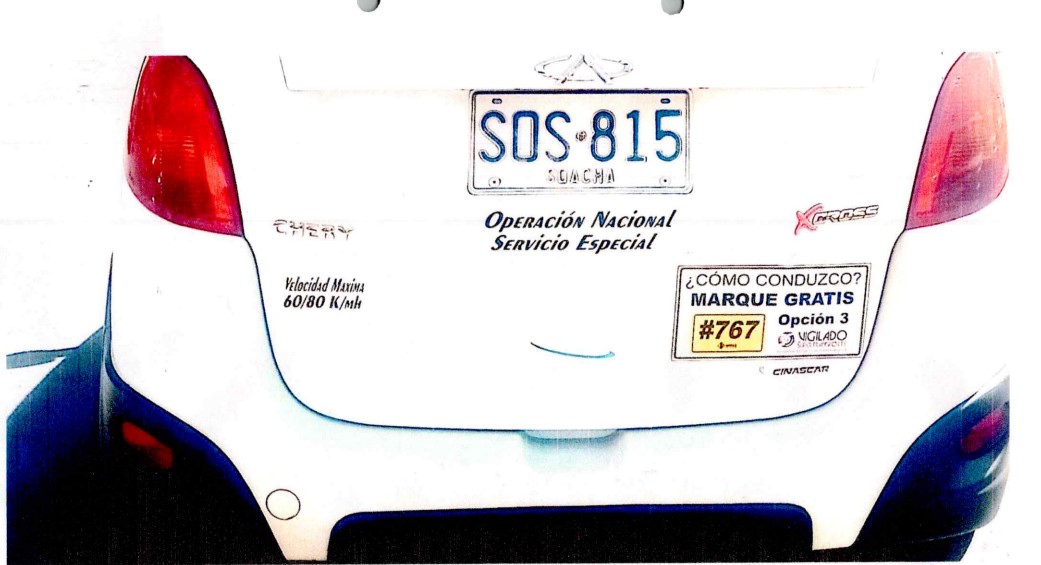 SOS 815
SOACHA
Operación Nacional
Servicio Especial
CHERY
XCROSS
Velocidad Maxima
60/80 K/mh
¿CÓMO CONDUZCO?
MARQUE GRATIS
#767
Opción 3
VIGILADO
CINASCAR